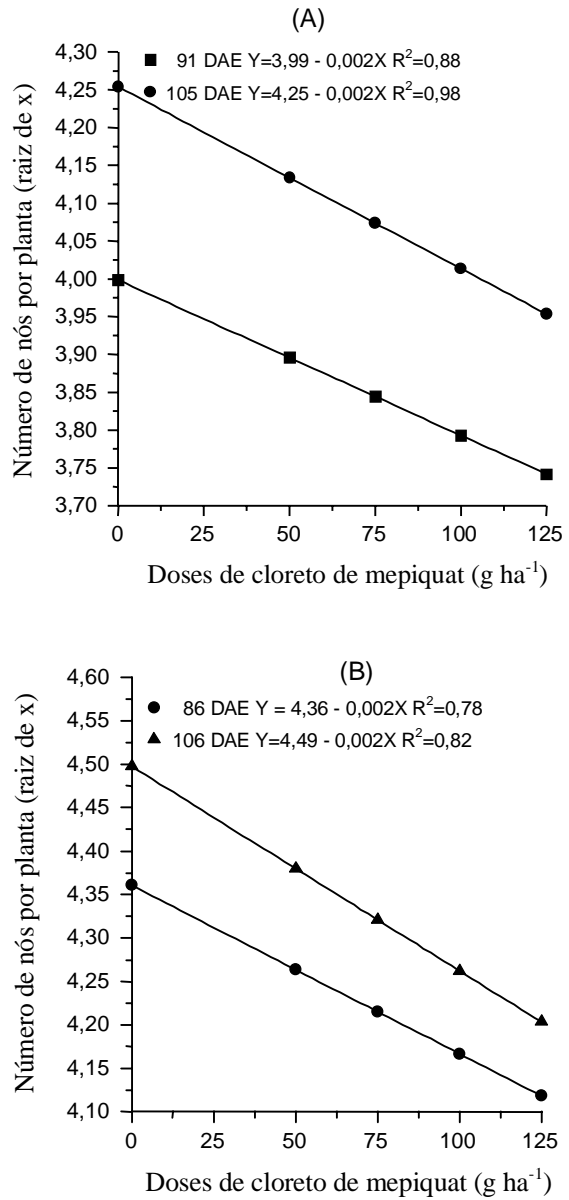 (A)
91 DAE Y=3,99 - 0,002X R²=0,88
105 DAE Y=4,25 - 0,002X R²=0,98
Número de nós por planta (raiz de x)
4,30
4,25
4,20
4,15
4,10
4,05
4,00
3,95
3,90
3,85
3,80
3,75
3,70
0 25 50 75 100 125
Doses de cloreto de mepiquat (g ha⁻¹)
(B)
86 DAE Y = 4,36 - 0,002X R²=0,78
106 DAE Y=4,49 - 0,002X R²=0,82
Número de nós por planta (raiz de x)
4,60
4,55
4,50
4,45
4,40
4,35
4,30
4,25
4,20
4,15
4,10
0 25 50 75 100 125
Doses de cloreto de mepiquat (g ha⁻¹)